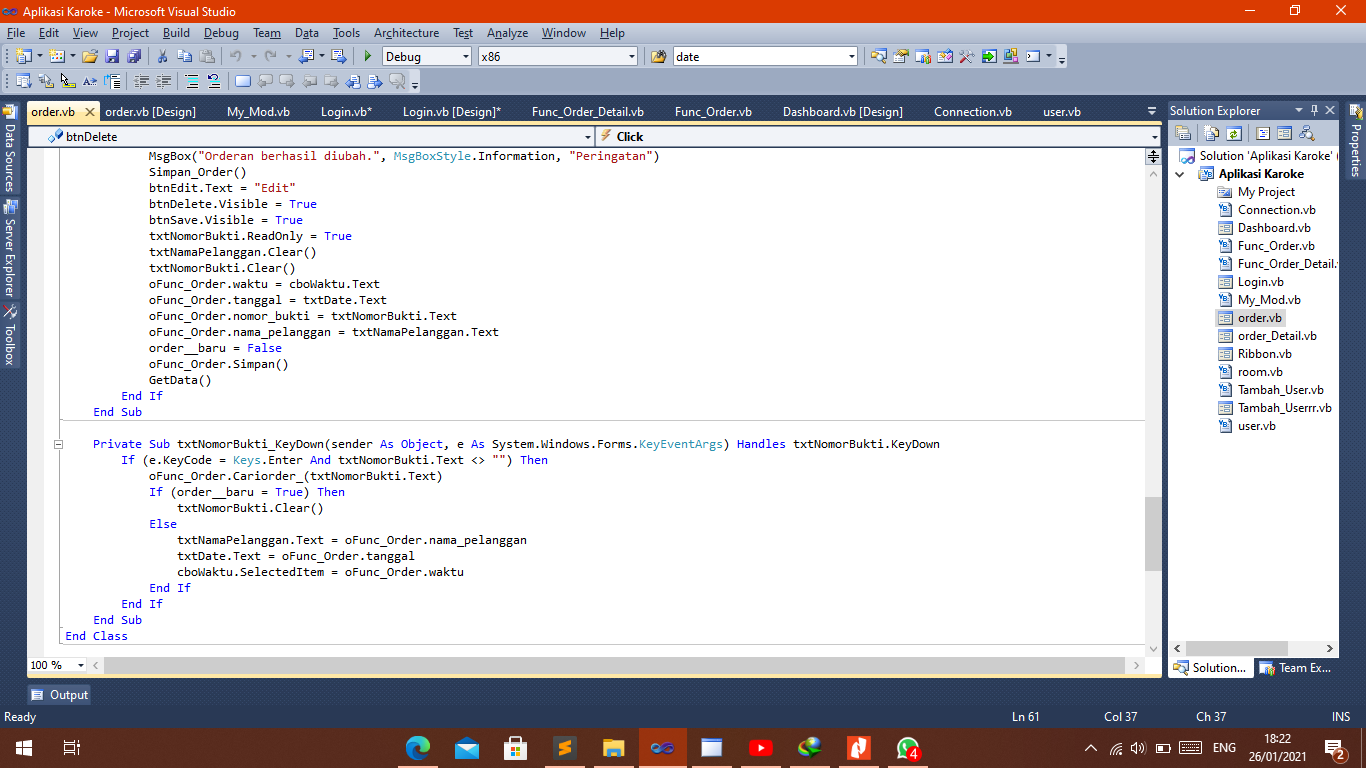 Aplikasi Karoke - Microsoft Visual Studio
File Edit View Project Build Debug Team Data Tools Architecture Test Analyze Window Help
Debug x86 date
order.vb order.vb [Design] My_Mod.vb Login.vb* Login.vb [Design]* Func_Order_Detail.vb Func_Order.vb Dashboard.vb [Design] Connection.vb user.vb
btnDelete Click
MsgBox("Orderan berhasil diubah.", MsgBoxStyle.Information, "Peringatan")
Simpan_Order()
btnEdit.Text = "Edit"
btnDelete.Visible = True
btnSave.Visible = True
txtNomorBukti.ReadOnly = True
txtNamaPelanggan.Clear()
txtNomorBukti.Clear()
oFunc_Order.waktu = cboWaktu.Text
oFunc_Order.tanggal = txtDate.Text
oFunc_Order.nomor_bukti = txtNomorBukti.Text
oFunc_Order.nama_pelanggan = txtNamaPelanggan.Text
order__baru = False
oFunc_Order.Simpan()
GetData()
End If
End Sub
Private Sub txtNomorBukti_KeyDown(sender As Object, e As System.Windows.Forms.KeyEventArgs) Handles txtNomorBukti.KeyDown
If (e.KeyCode = Keys.Enter And txtNomorBukti.Text <> "") Then
oFunc_Order.Cariorder_(txtNomorBukti.Text)
If (order__baru = True) Then
txtNomorBukti.Clear()
Else
txtNamaPelanggan.Text = oFunc_Order.nama_pelanggan
txtDate.Text = oFunc_Order.tanggal
cboWaktu.SelectedItem = oFunc_Order.waktu
End If
End If
End Sub
End Class
100 %
Data Sources
Server Explorer
Toolbox
Solution Explorer
Solution 'Aplikasi Karoke' (
Aplikasi Karoke
My Project
Connection.vb
Dashboard.vb
Func_Order.vb
Func_Order_Detail.
Login.vb
My_Mod.vb
order.vb
order_Detail.vb
Ribbon.vb
room.vb
Tambah_User.vb
Tambah_Userrr.vb
user.vb
Solution... Team Ex...
Properties
Output
Ready Ln 61 Col 37 Ch 37 INS
4
ENG
18:22
26/01/2021
2